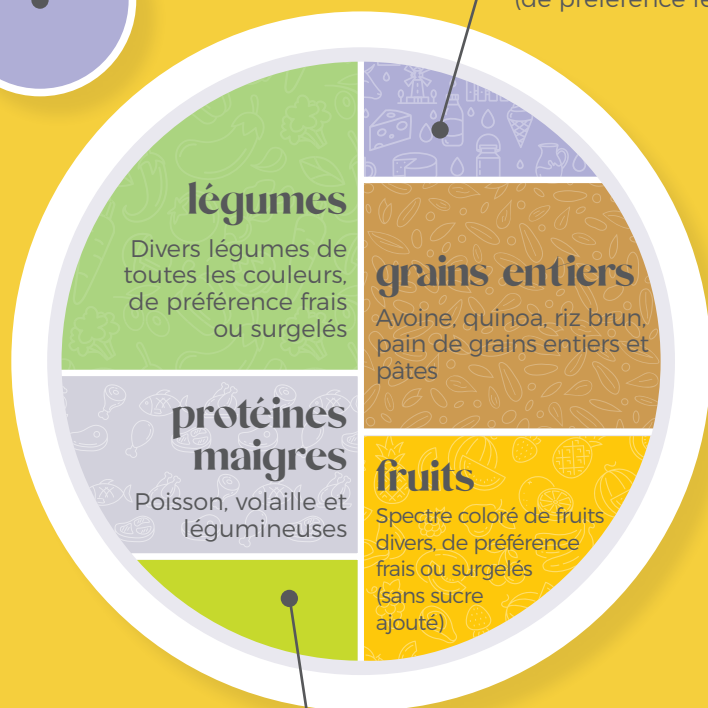 (de préférence
légumes
Divers légumes de
toutes les couleurs,
de préférence frais
ou surgelés
grains entiers
Avoine, quinoa, riz brun,
pain de grains entiers et
pâtes
protéines
maigres
Poisson, volaille et
légumineuses
fruits
Spectre coloré de fruits
divers, de préférence
frais ou surgelés
(sans sucre
ajouté)